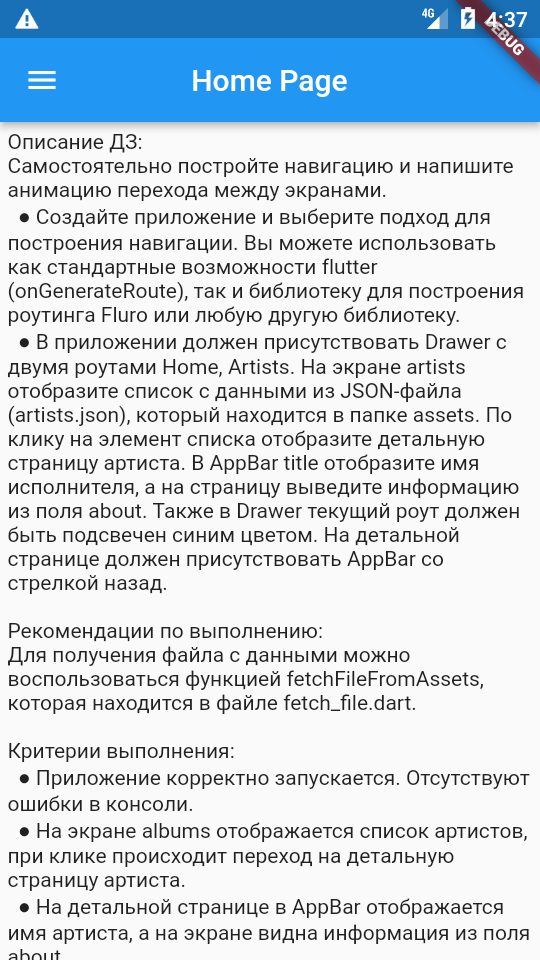 4G
4:37
DEBUG
Home Page
Описание ДЗ:
Самостоятельно постройте навигацию и напишите
анимацию перехода между экранами.
● Создайте приложение и выберите подход для
построения навигации. Вы можете использовать
как стандартные возможности flutter
(onGenerateRoute), так и библиотеку для построения
роутинга Fluro или любую другую библиотеку.
● В приложении должен присутствовать Drawer с
двумя роутами Home, Artists. На экране artists
отобразите список с данными из JSON-файла
(artists.json), который находится в папке assets. По
клику на элемент списка отобразите детальную
страницу артиста. В AppBar title отобразите имя
исполнителя, а на страницу выведите информацию
из поля about. Также в Drawer текущий роут должен
быть подсвечен синим цветом. На детальной
странице должен присутствовать AppBar со
стрелкой назад.
Рекомендации по выполнению:
Для получения файла с данными можно
воспользоваться функцией fetchFileFromAssets,
которая находится в файле fetch_file.dart.
Критерии выполнения:
● Приложение корректно запускается. Отсутствуют
ошибки в консоли.
● На экране albums отображается список артистов,
при клике происходит переход на детальную
страницу артиста.
● На детальной странице в AppBar отображается
имя артиста, а на экране видна информация из поля
about.